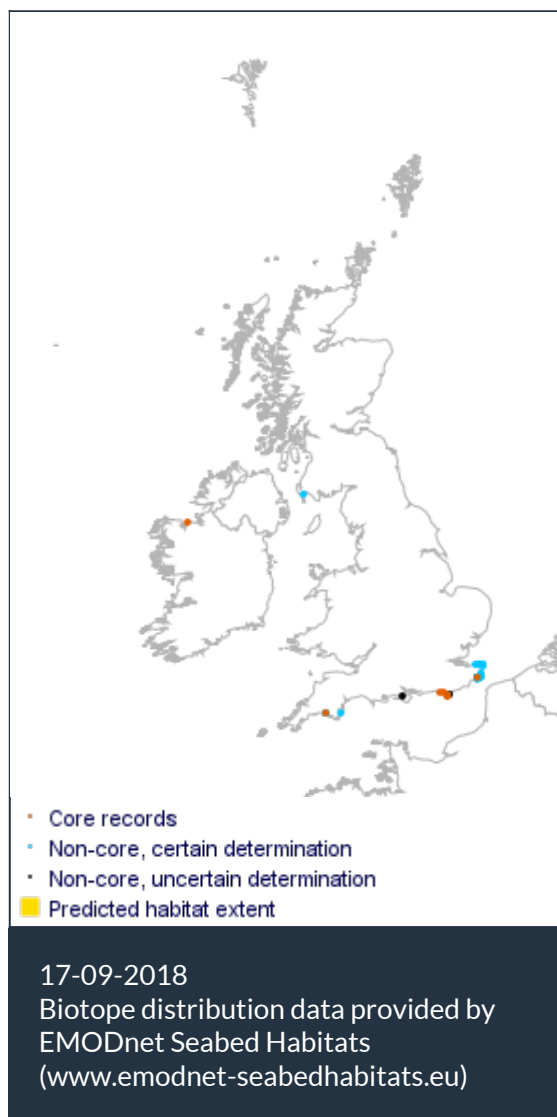 Core records
Non-core, certain determination
Non-core, uncertain determination
Predicted habitat extent
17-09-2018
Biotope distribution data provided by
EMODnet Seabed Habitats
(www.emodnet-seabedhabitats.eu)